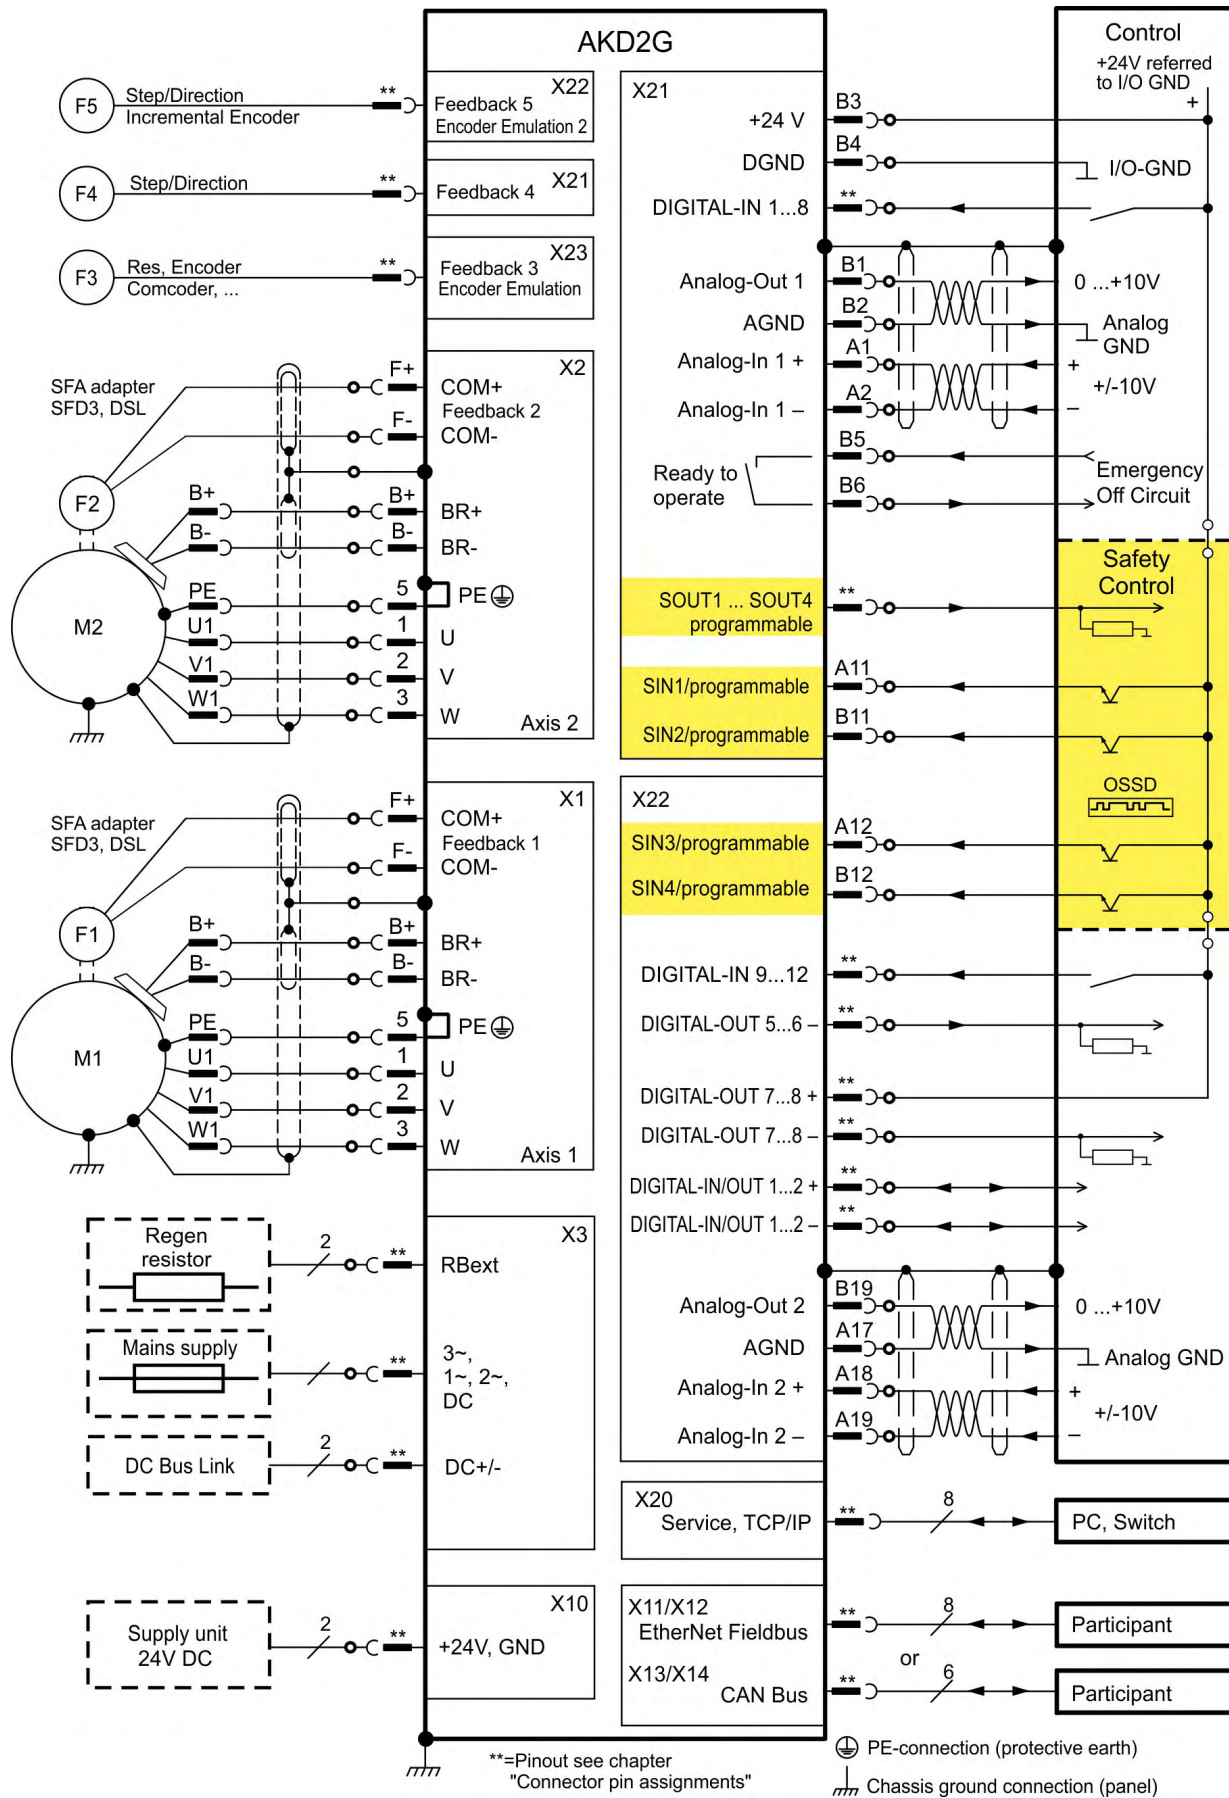 AKD2G
F5
Step/Direction
Incremental Encoder
**
X22
Feedback 5
Encoder Emulation 2
F4
Step/Direction
**
X21
Feedback 4
F3
Res, Encoder
Comcoder, ...
**
X23
Feedback 3
Encoder Emulation
SFA adapter
SFD3, DSL
F+
X2
COM+
Feedback 2
F-
COM-
F2
B+
B+
BR+
B-
B-
BR-
PE
5
PE
M2
U1
1
U
V1
2
V
W1
3
W
Axis 2
SFA adapter
SFD3, DSL
F+
X1
COM+
Feedback 1
F-
COM-
F1
B+
B+
BR+
B-
B-
BR-
PE
5
PE
M1
U1
1
U
V1
2
V
W1
3
W
Axis 1
Regen
resistor
2
**
X3
RBext
Mains supply
**
3~,
1~, 2~,
DC
DC Bus Link
2
**
DC+/-
Supply unit
24V DC
2
**
X10
+24V, GND
X21
+24 V
B3
DGND
B4
DIGITAL-IN 1...8
**
Analog-Out 1
B1
AGND
B2
Analog-In 1 +
A1
Analog-In 1 –
A2
Ready to
operate
B5
B6
SOUT1 ... SOUT4
programmable
**
SIN1/programmable
A11
SIN2/programmable
B11
X22
SIN3/programmable
A12
SIN4/programmable
B12
DIGITAL-IN 9...12
**
DIGITAL-OUT 5...6 –
**
DIGITAL-OUT 7...8 +
**
DIGITAL-OUT 7...8 –
**
DIGITAL-IN/OUT 1...2 +
**
DIGITAL-IN/OUT 1...2 –
**
Analog-Out 2
B19
AGND
A17
Analog-In 2 +
A18
Analog-In 2 –
A19
X20
Service, TCP/IP
**
8
PC, Switch
X11/X12
EtherNet Fieldbus
**
8
Participant
or
X13/X14
CAN Bus
**
6
Participant
Control
+24V referred
to I/O GND
+
I/O-GND
0 ...+10V
Analog
GND
+
+/-10V
–
Emergency
Off Circuit
Safety
Control
OSSD
0 ...+10V
Analog GND
+
+/-10V
–
**=Pinout see chapter
"Connector pin assignments"
PE-connection (protective earth)
Chassis ground connection (panel)